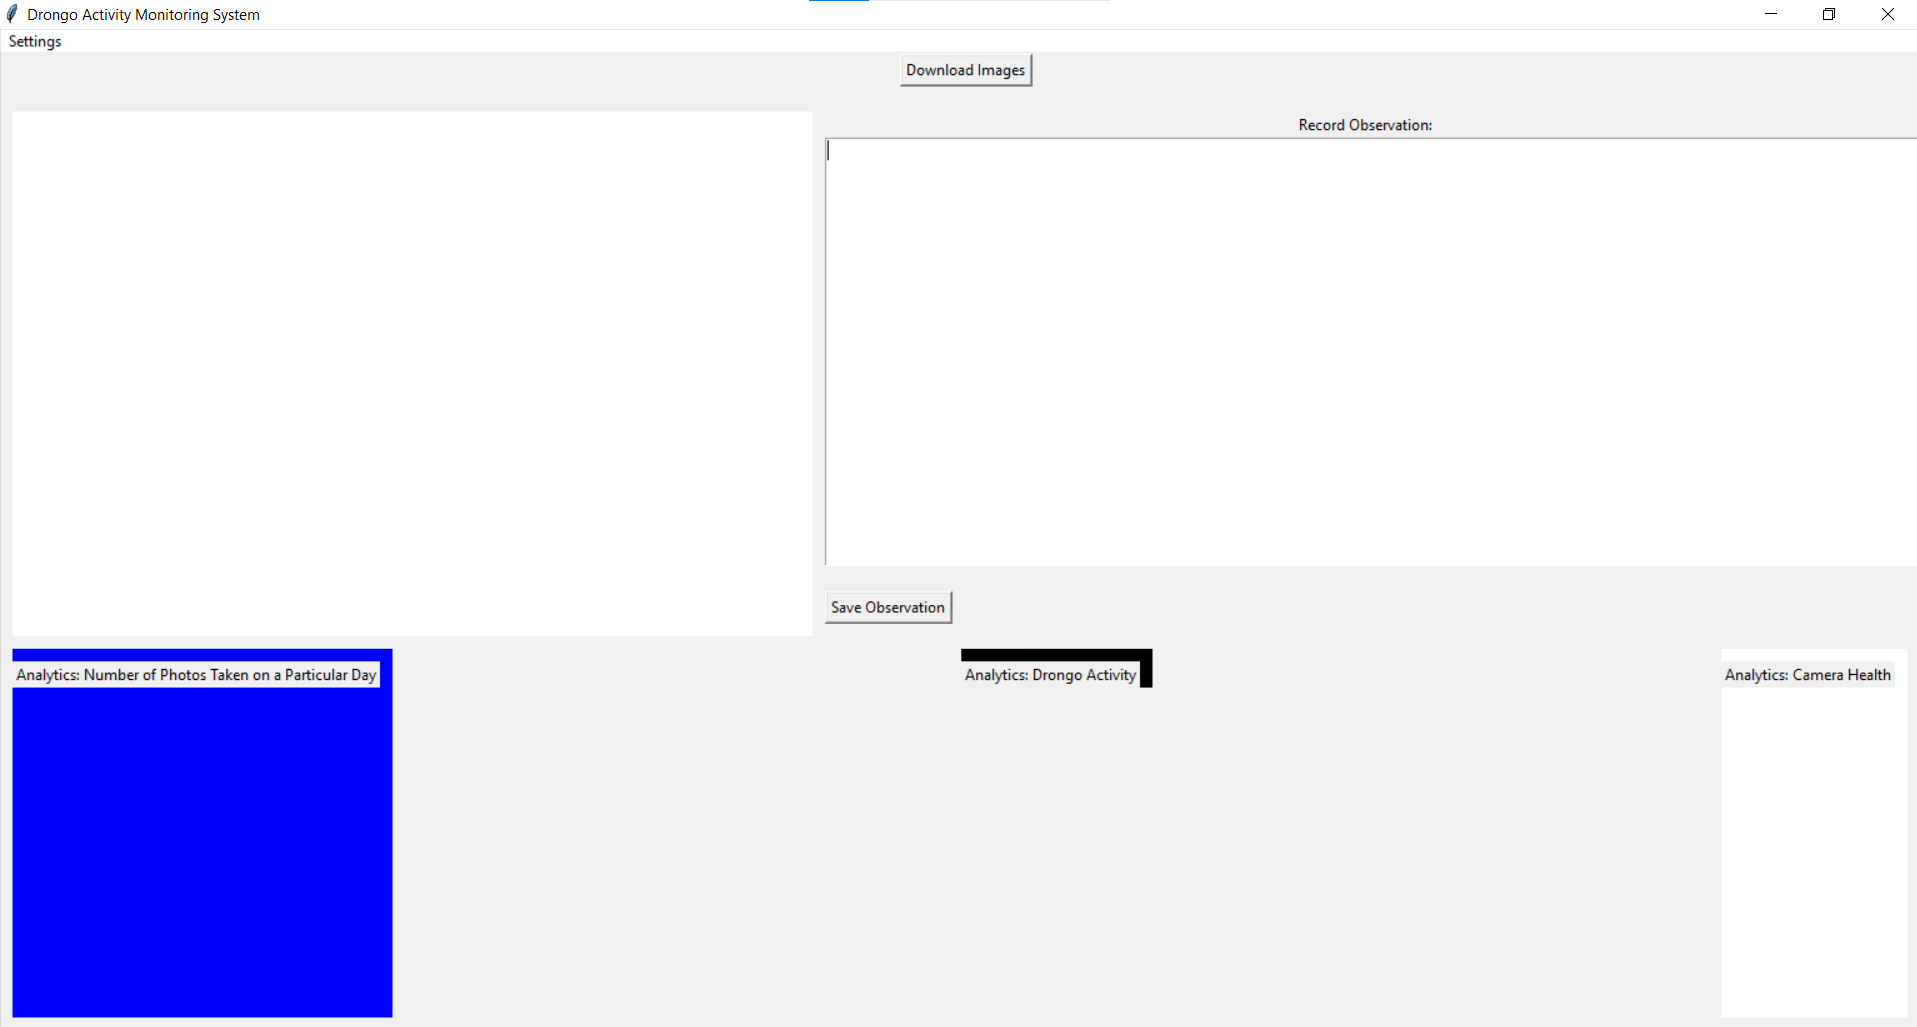 Drongo Activity Monitoring System
Settings
Download Images
Record Observation:
Save Observation
Analytics: Number of Photos Taken on a Particular Day
Analytics: Drongo Activity
Analytics: Camera Health